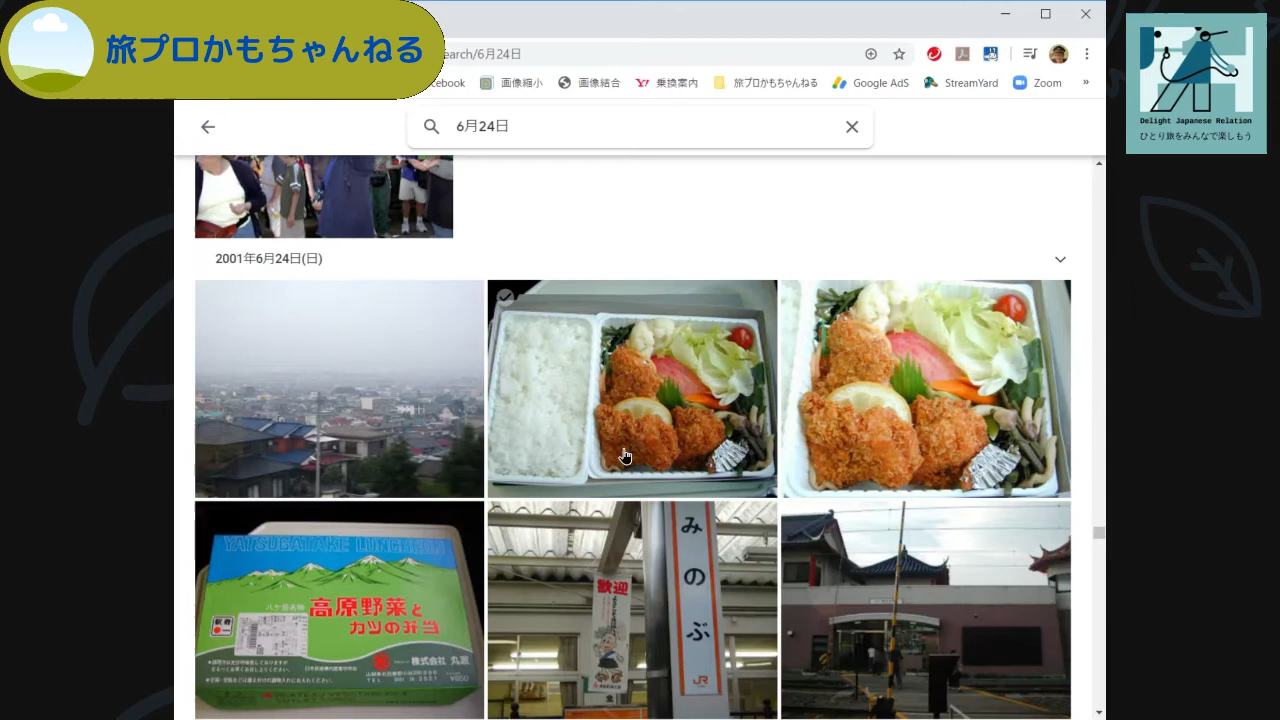 旅プロかもちゃんねる
earch/6月24日
cebook
画像縮小
画像結合
乗換案内
旅プロかもちゃんねる
Google AdS
StreamYard
Zoom
»
Delight Japanese Relation
ひとり旅をみんなで楽しもう
6月24日
2001年6月24日(日)
YATSUGATAKE LUNCHEON
八ケ岳名物
高原野菜と
カツの弁当
駅弁
株式会社 丸政
¥850
みのぶ
歓迎
JR